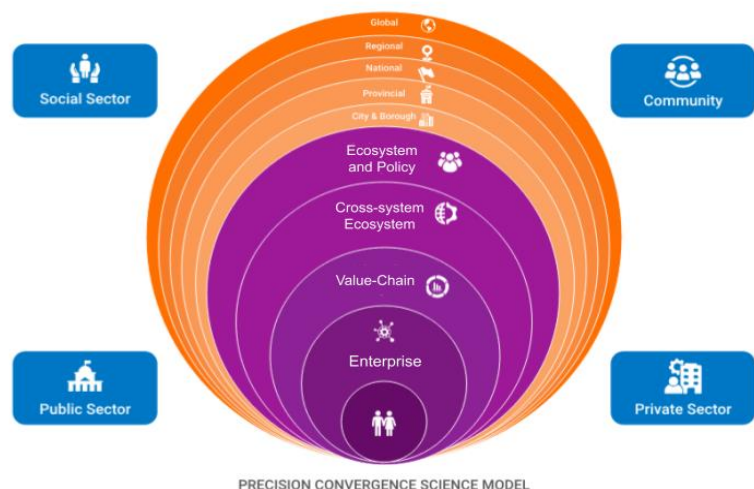 Global
Regional
National
Provincial
City & Borough
Social Sector
Community
Ecosystem
and Policy
Cross-system
Ecosystem
Value-Chain
Enterprise
Public Sector
Private Sector
PRECISION CONVERGENCE SCIENCE MODEL